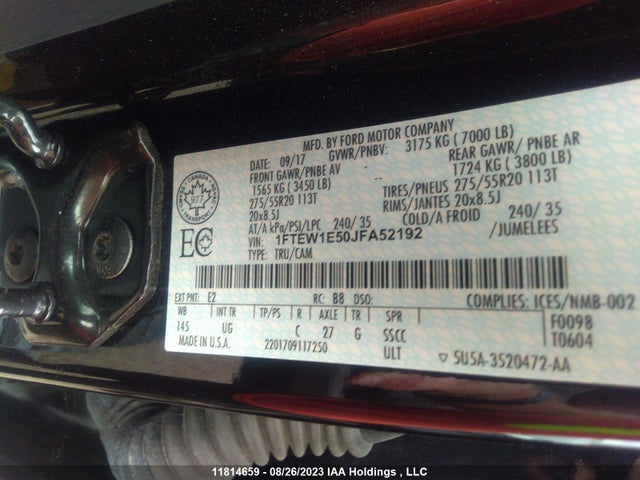 MFD. BY FORD MOTOR COMPANY
DATE: 09/17 GVWR/PNBV: 3175 KG ( 7000 LB)
FRONT GAWR/PNBE AV REAR GAWR/ PNBE AR
1565 KG ( 3450 LB) 1724 KG ( 3800 LB)
275/55R20 113T TIRES/PNEUS 275/55R20 113T
20x8.5J RIMS/JANTES 20x8.5J
AT/A kPa/PSI/LPC 240/ 35 COLD/A FROID 240/ 35
VIN: 1FTEW1E50JFA52192 /JUMELEES
TYPE: TRU/CAM
CANADA
977
TRANSPORT
EC
EXT PNT: E2 RC: B8 DSO: COMPLIES: ICES/NMB-002
WB INT TR TP/PS R AXLE TR SPR F0098
145 UG C 27 G SSCC T0604
MADE IN U.S.A. 2201709117250 ULT ▽ 5U5A-3520472-AA
11814659 - 08/26/2023 IAA Holdings , LLC